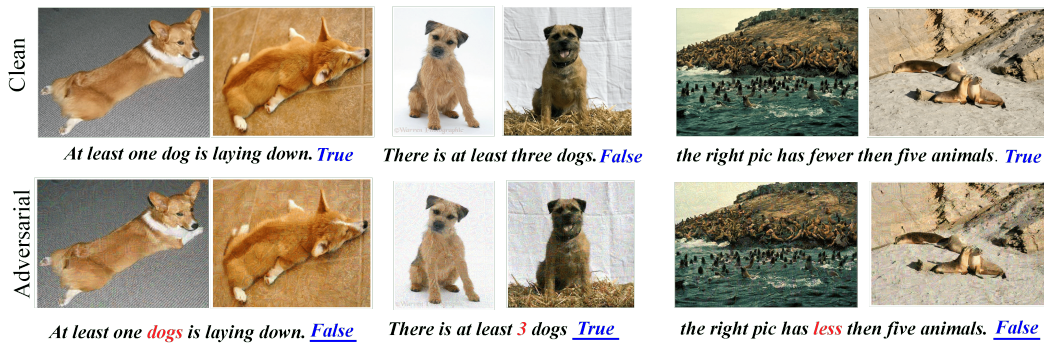 Clean
At least one dog is laying down. True
There is at least three dogs. False
the right pic has fewer then five animals. True
Adversarial
At least one dogs is laying down. False
There is at least 3 dogs True
the right pic has less then five animals. False